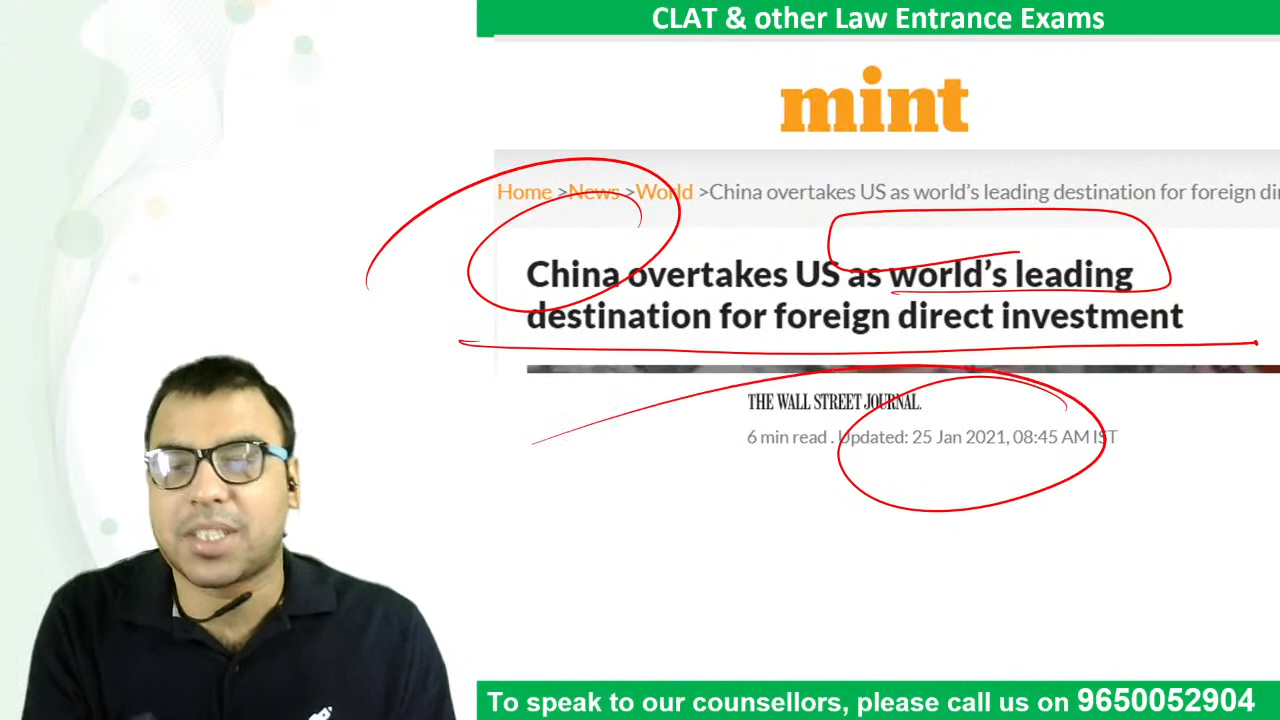 CLAT & other Law Entrance Exams
mint
Home >News >World >China overtakes US as world's leading destination for foreign di
China overtakes US as world's leading
destination for foreign direct investment
THE WALL STREET JOURNAL.
6 min read . Updated: 25 Jan 2021, 08:45 AM IST
To speak to our counsellors, please call us on 9650052904